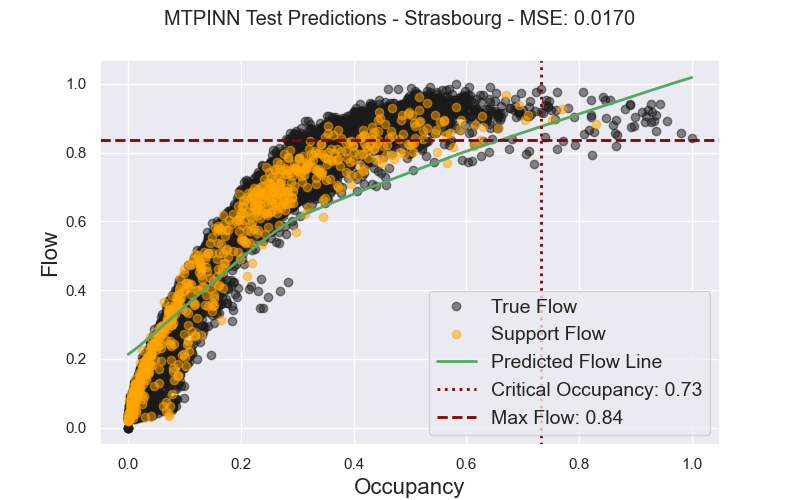 MTPINN Test Predictions - Strasbourg - MSE: 0.0170
1.0
0.8
0.6
0.4
0.2
0.0
Flow
True Flow
Support Flow
Predicted Flow Line
Critical Occupancy: 0.73
Max Flow: 0.84
0.0 0.2 0.4 0.6 0.8 1.0
Occupancy